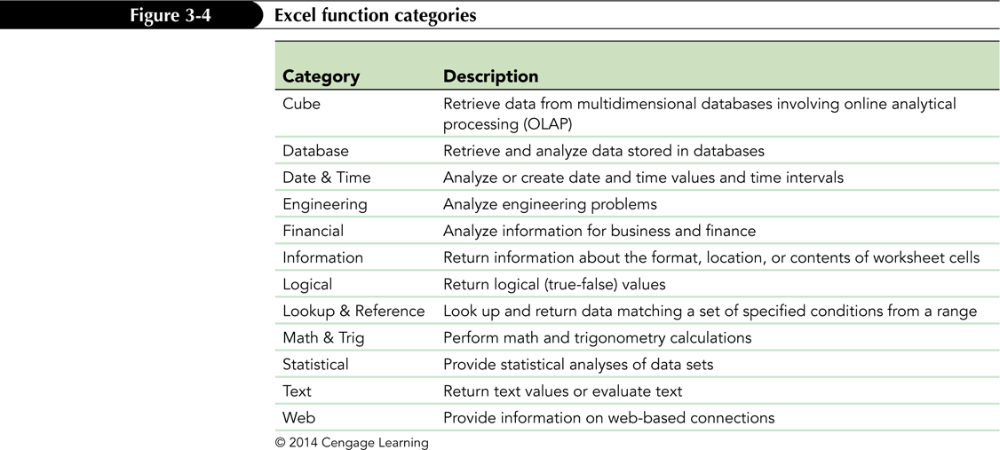 Figure 3-4 Excel function categories
Category Description
Cube Retrieve data from multidimensional databases involving online analytical
processing (OLAP)
Database Retrieve and analyze data stored in databases
Date & Time Analyze or create date and time values and time intervals
Engineering Analyze engineering problems
Financial Analyze information for business and finance
Information Return information about the format, location, or contents of worksheet cells
Logical Return logical (true-false) values
Lookup & Reference Look up and return data matching a set of specified conditions from a range
Math & Trig Perform math and trigonometry calculations
Statistical Provide statistical analyses of data sets
Text Return text values or evaluate text
Web Provide information on web-based connections
© 2014 Cengage Learning